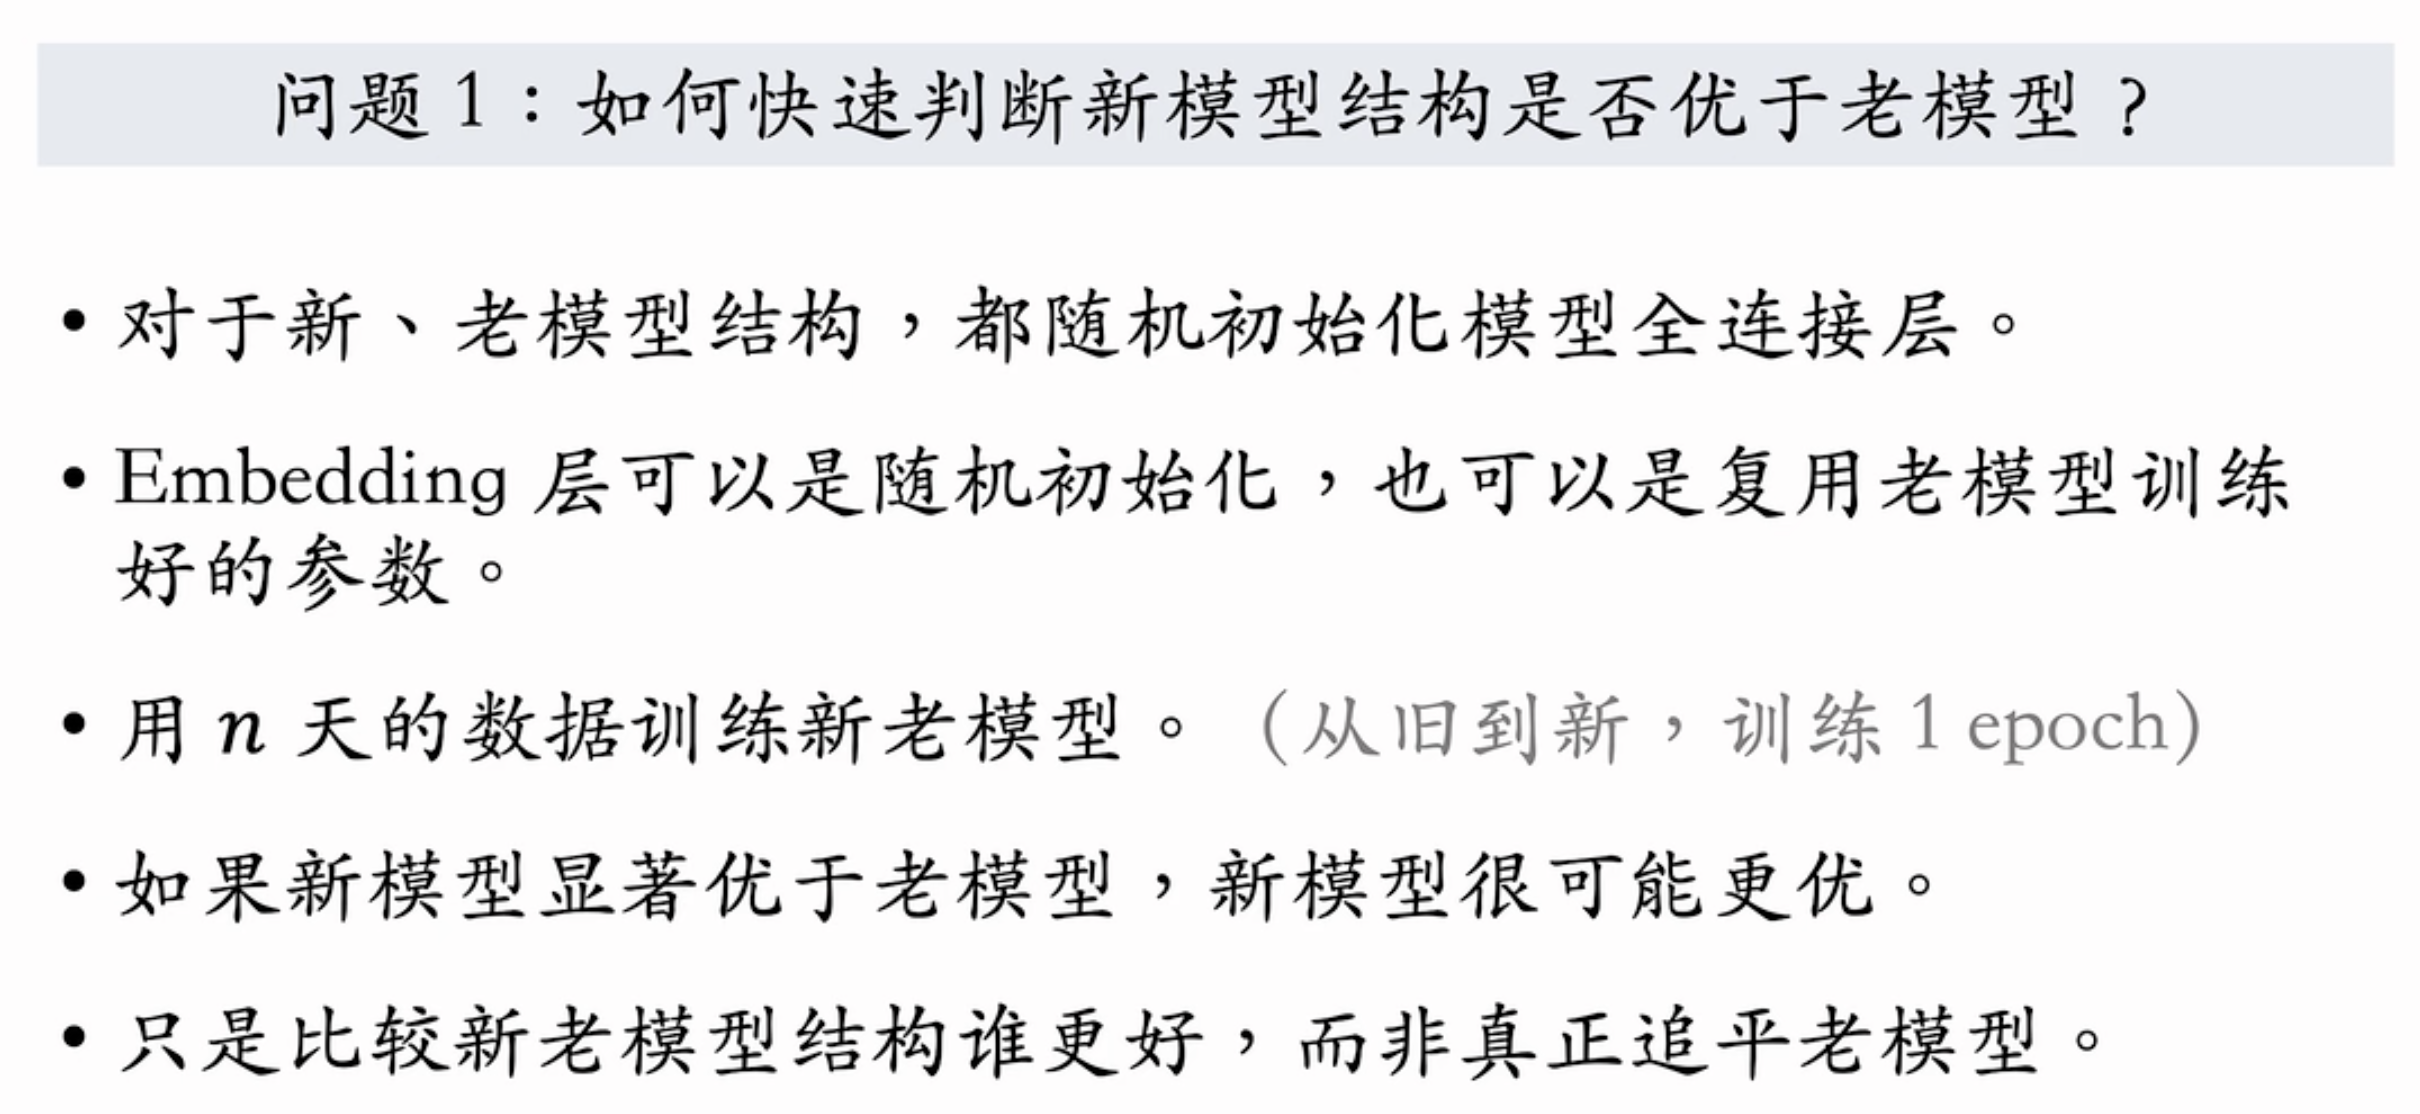 问题 1：如何快速判断新模型结构是否优于老模型？
• 对于新、老模型结构，都随机初始化模型全连接层。
• Embedding 层可以是随机初始化，也可以是复用老模型训练
好的参数。
• 用 n 天的数据训练新老模型。（从旧到新，训练 1 epoch）
• 如果新模型显著优于老模型，新模型很可能更优。
• 只是比较新老模型结构谁更好，而非真正追平老模型。